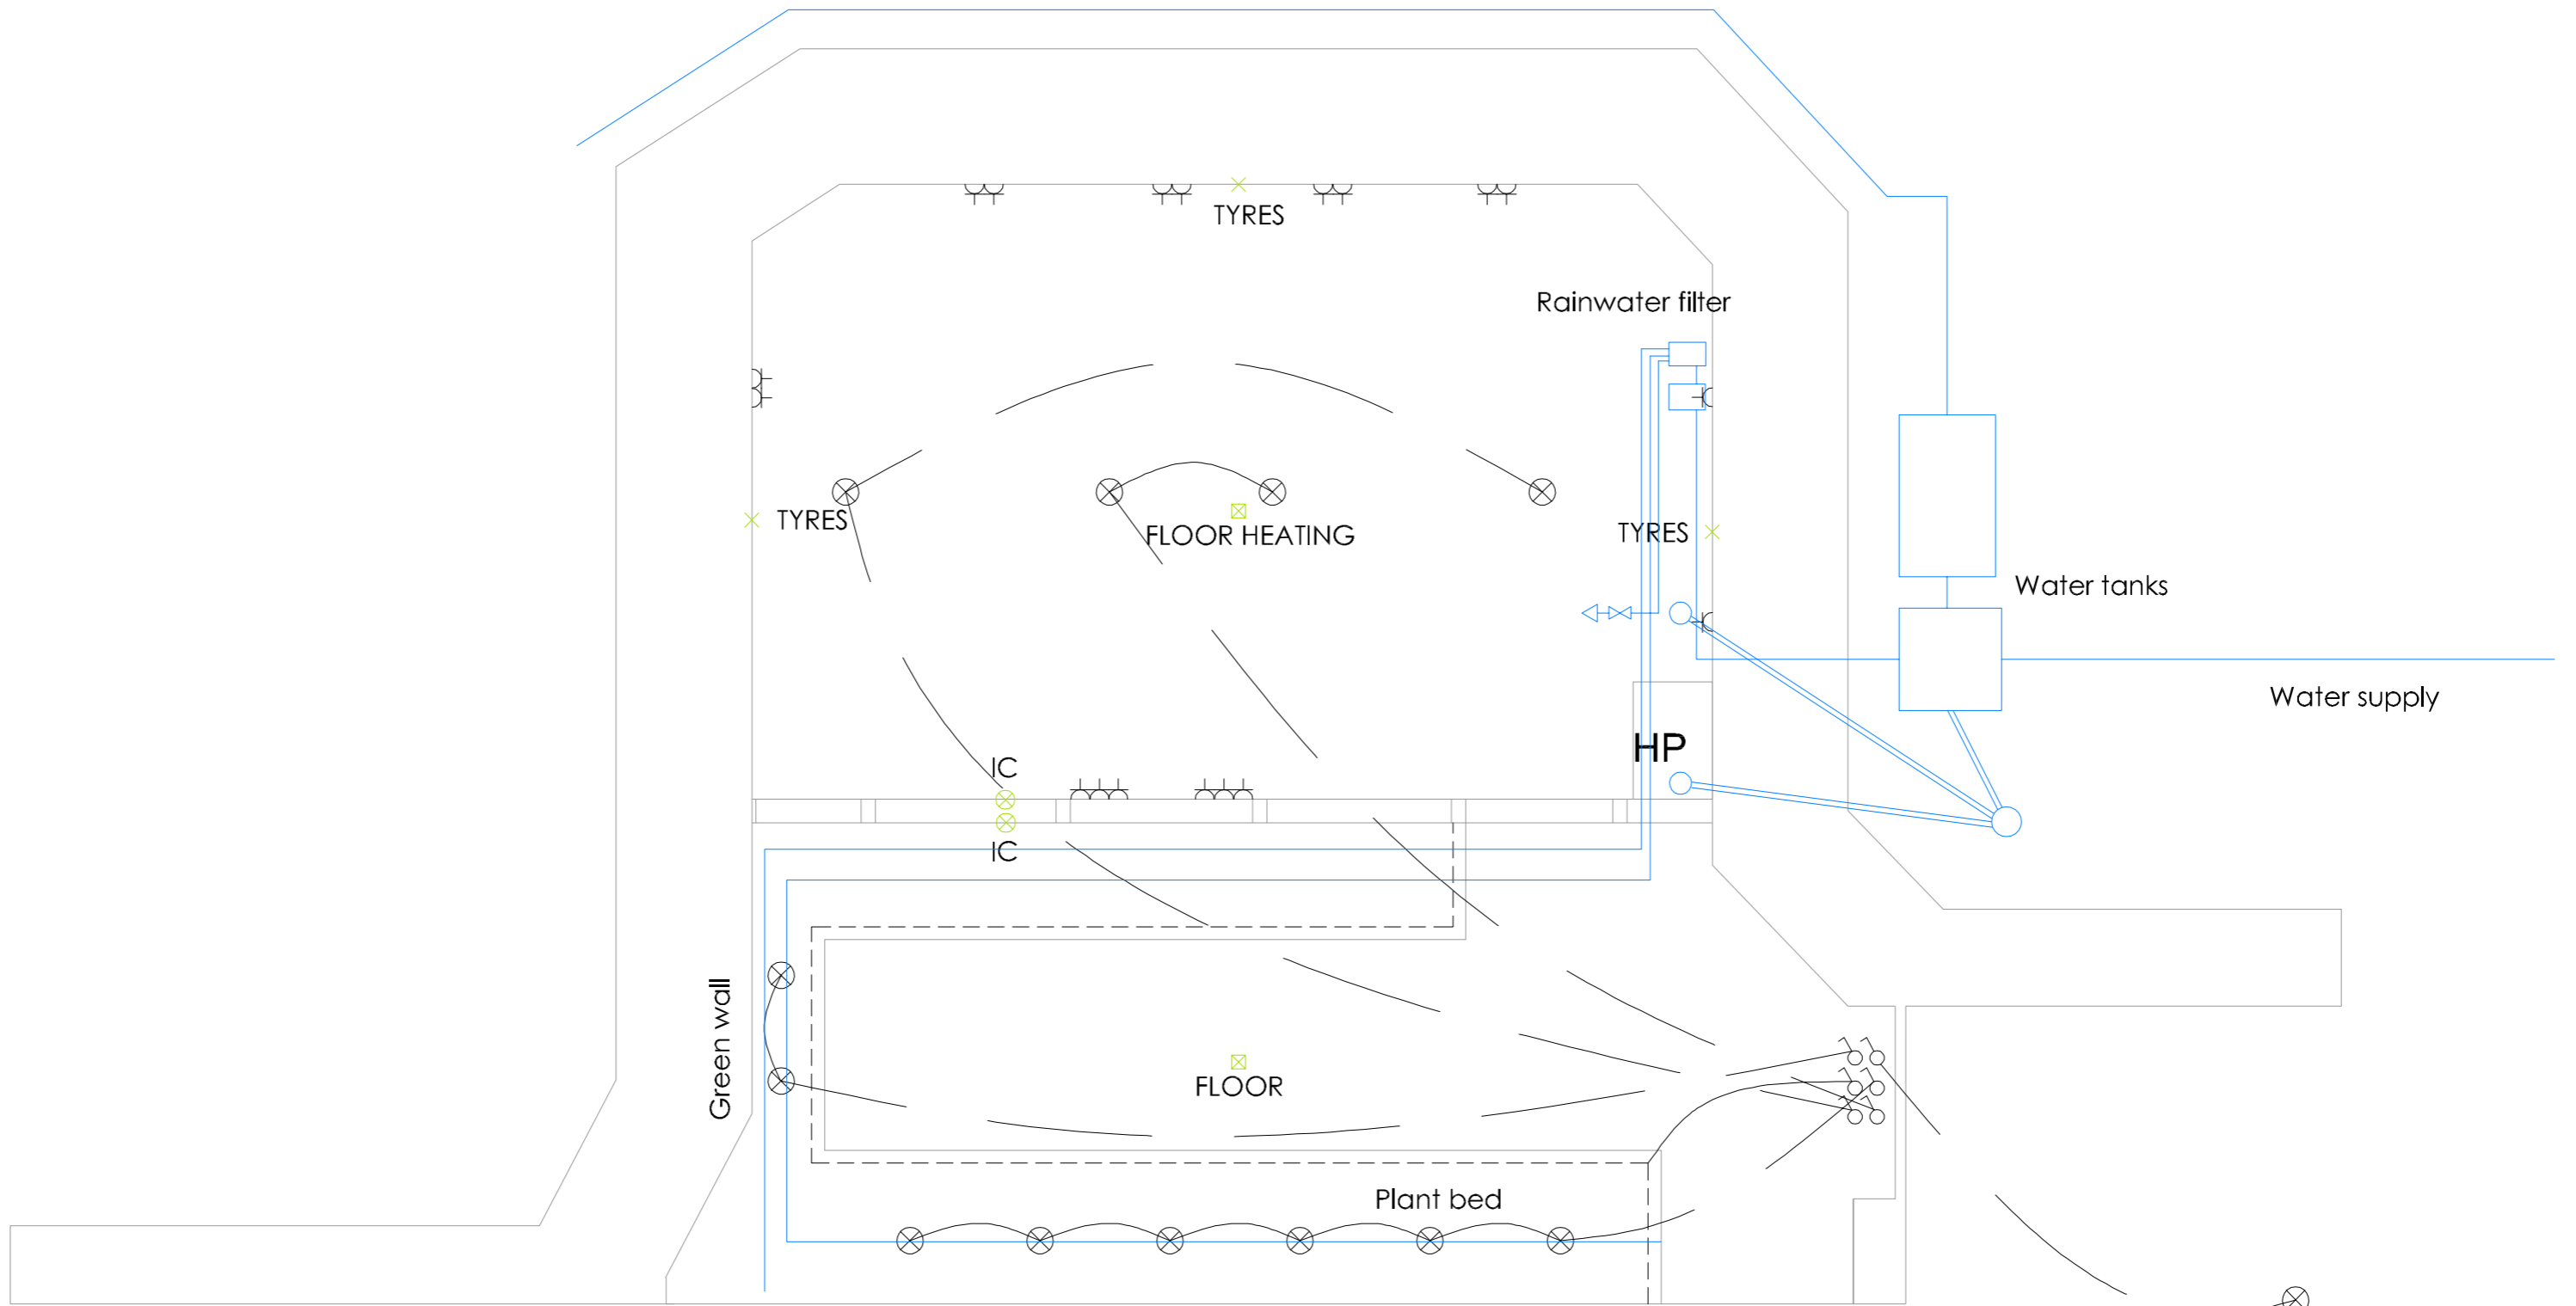 TYRES
Rainwater filter
TYRES
FLOOR HEATING
TYRES
Water tanks
Water supply
HP
IC
IC
Green wall
FLOOR
Plant bed